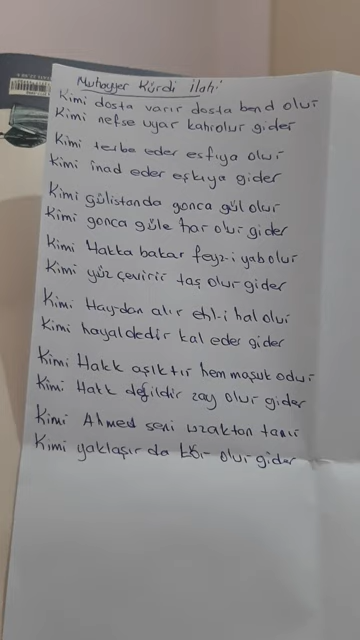 Muhayyer Kürdi İlahi
Kimi dosta varır dosta bend olur
Kimi nefse uyar kahrolur gider
Kimi tevbe eder esfiya olur
Kimi inad eder eşkıya gider
Kimi gülistanda gonca gül olur
Kimi gonca güle har olur gider
Kimi Hakka bakar feyz-i yab olur
Kimi yüz çevirir taş olur gider
Kimi Hay-dan alır ehl-i hal olur
Kimi hayaldedir kal eder gider
Kimi Hakk aşıktır hem maşuk odur
Kimi Hakk değildir zay olur gider
Kimi Ahmed seni uzaktan tanır
Kimi yaklaşır da kör olur gider